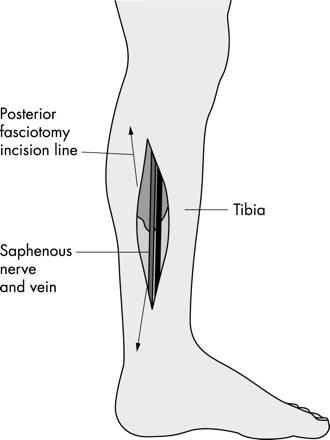 Posterior
fasciotomy
incision line
Tibia
Saphenous
nerve
and vein